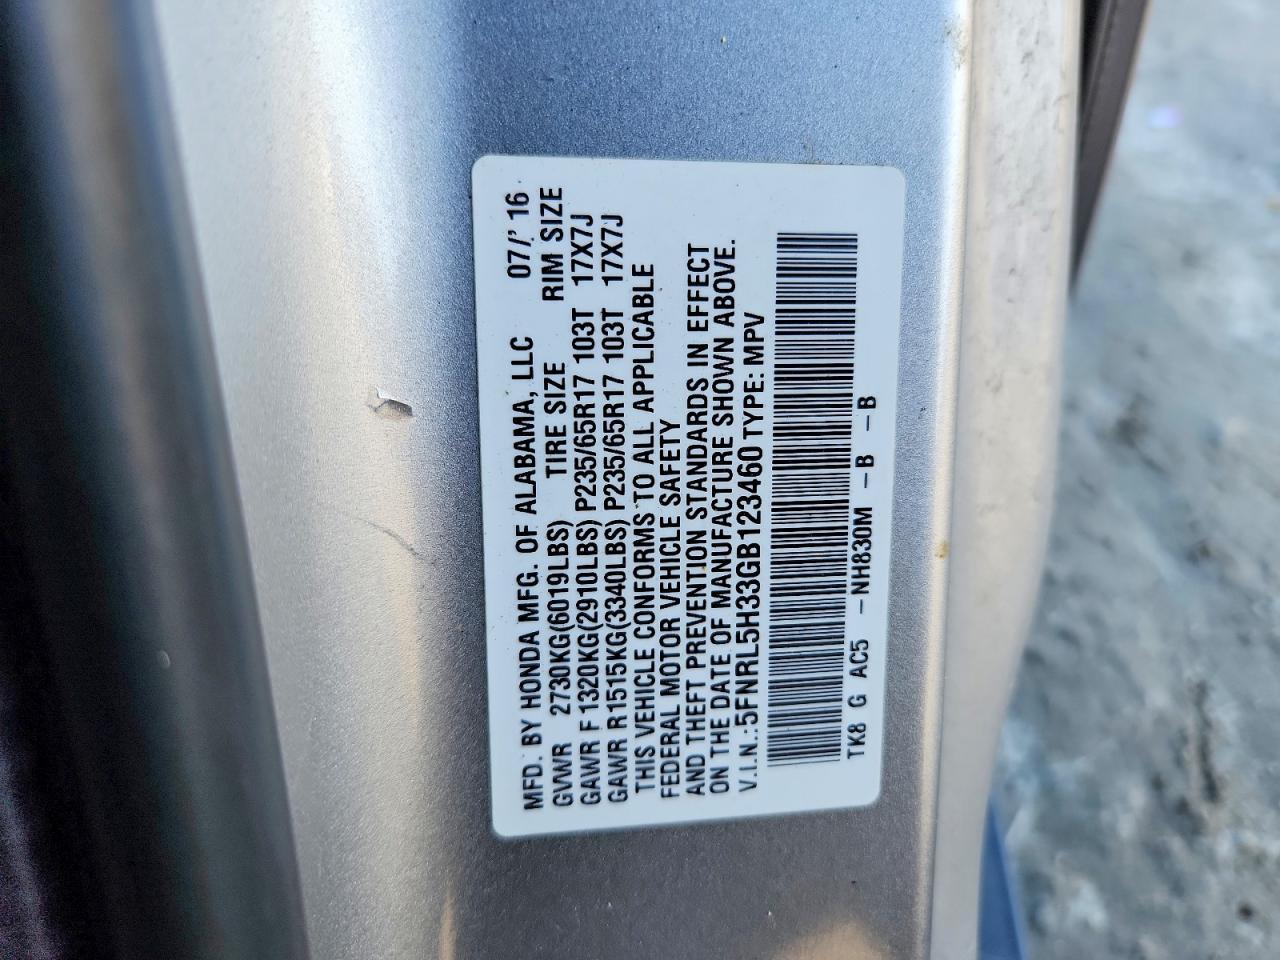 MFD. BY HONDA MFG. OF ALABAMA, LLC 07/' 16
GVWR 2730KG(6019LBS) TIRE SIZE RIM SIZE
GAWR F 1320KG(2910LBS) P235/65R17 103T 17X7J
GAWR R1515KG(3340LBS) P235/65R17 103T 17X7J
THIS VEHICLE CONFORMS TO ALL APPLICABLE
FEDERAL MOTOR VEHICLE SAFETY
AND THEFT PREVENTION STANDARDS IN EFFECT
ON THE DATE OF MANUFACTURE SHOWN ABOVE.
V.I.N.:5FNRL5H33GB123460 TYPE: MPV
TK8 G AC5 -NH830M -B -B